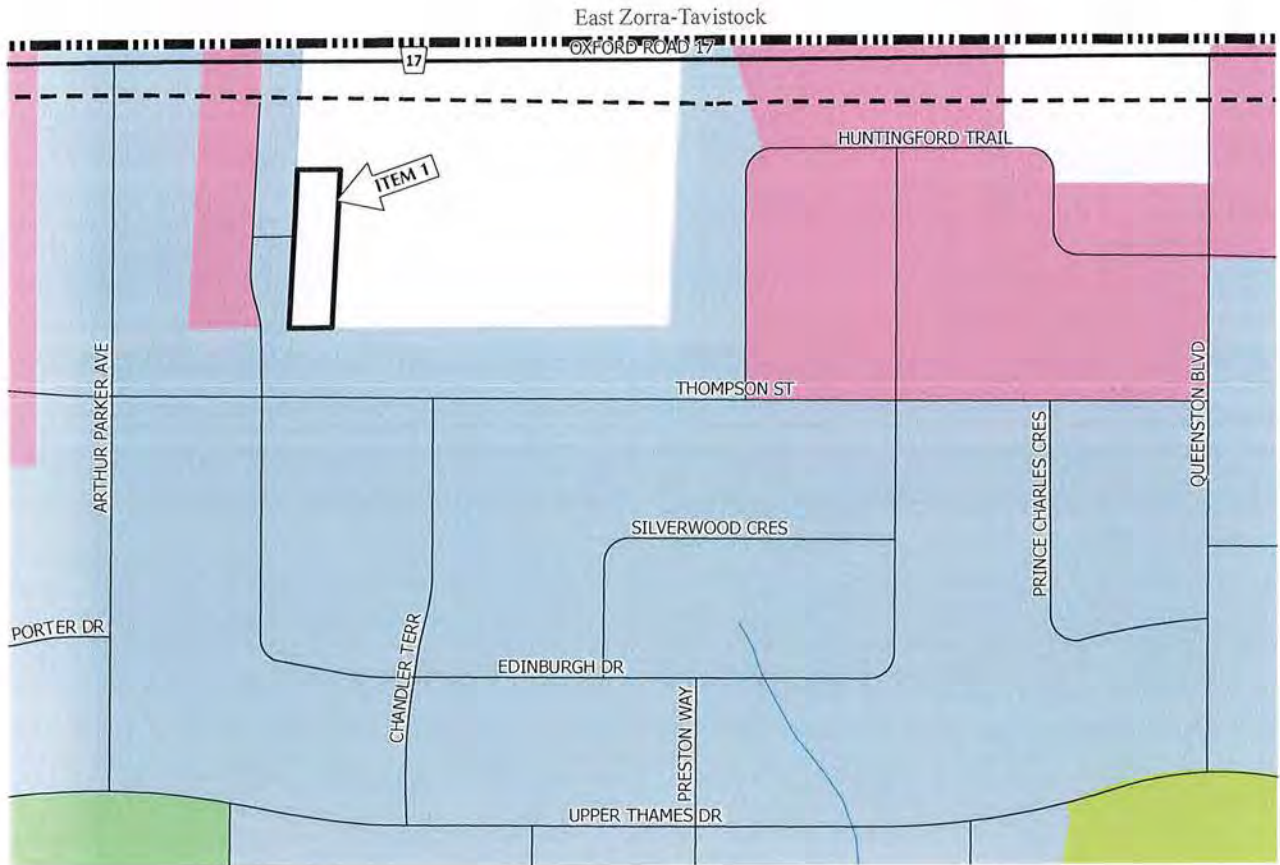 East Zorra-Tavistock
OXFORD ROAD 17
17
HUNTINGFORD TRAIL
ITEM 1
ARTHUR PARKER AVE
THOMPSON ST
PRINCE CHARLES CRES
QUEENSTON BLVD
SILVERWOOD CRES
PORTER DR
CHANDLER TERR
EDINBURGH DR
PRESTON WAY
UPPER THAMES DR